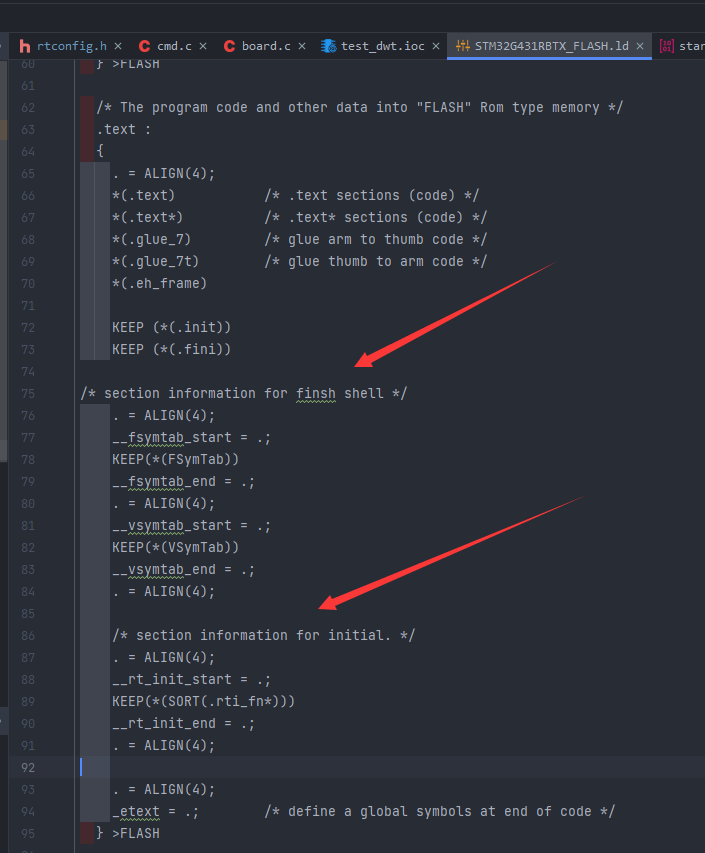 rtconfig.h × cmd.c × board.c × test_dwt.ioc × STM32G431RBTX_FLASH.ld × star
60 } >FLASH
61
62 /* The program code and other data into "FLASH" Rom type memory */
63 .text :
64 {
65 . = ALIGN(4);
66 *(.text) /* .text sections (code) */
67 *(.text*) /* .text* sections (code) */
68 *(.glue_7) /* glue arm to thumb code */
69 *(.glue_7t) /* glue thumb to arm code */
70 *(.eh_frame)
71
72 KEEP (*(.init))
73 KEEP (*(.fini))
74
75 /* section information for finsh shell */
76 . = ALIGN(4);
77 __fsymtab_start = .;
78 KEEP(*(FSymTab))
79 __fsymtab_end = .;
80 . = ALIGN(4);
81 __vsymtab_start = .;
82 KEEP(*(VSymTab))
83 __vsymtab_end = .;
84 . = ALIGN(4);
85
86 /* section information for initial. */
87 . = ALIGN(4);
88 __rt_init_start = .;
89 KEEP(*(SORT(.rti_fn*)))
90 __rt_init_end = .;
91 . = ALIGN(4);
92
93 . = ALIGN(4);
94 _etext = .; /* define a global symbols at end of code */
95 } >FLASH